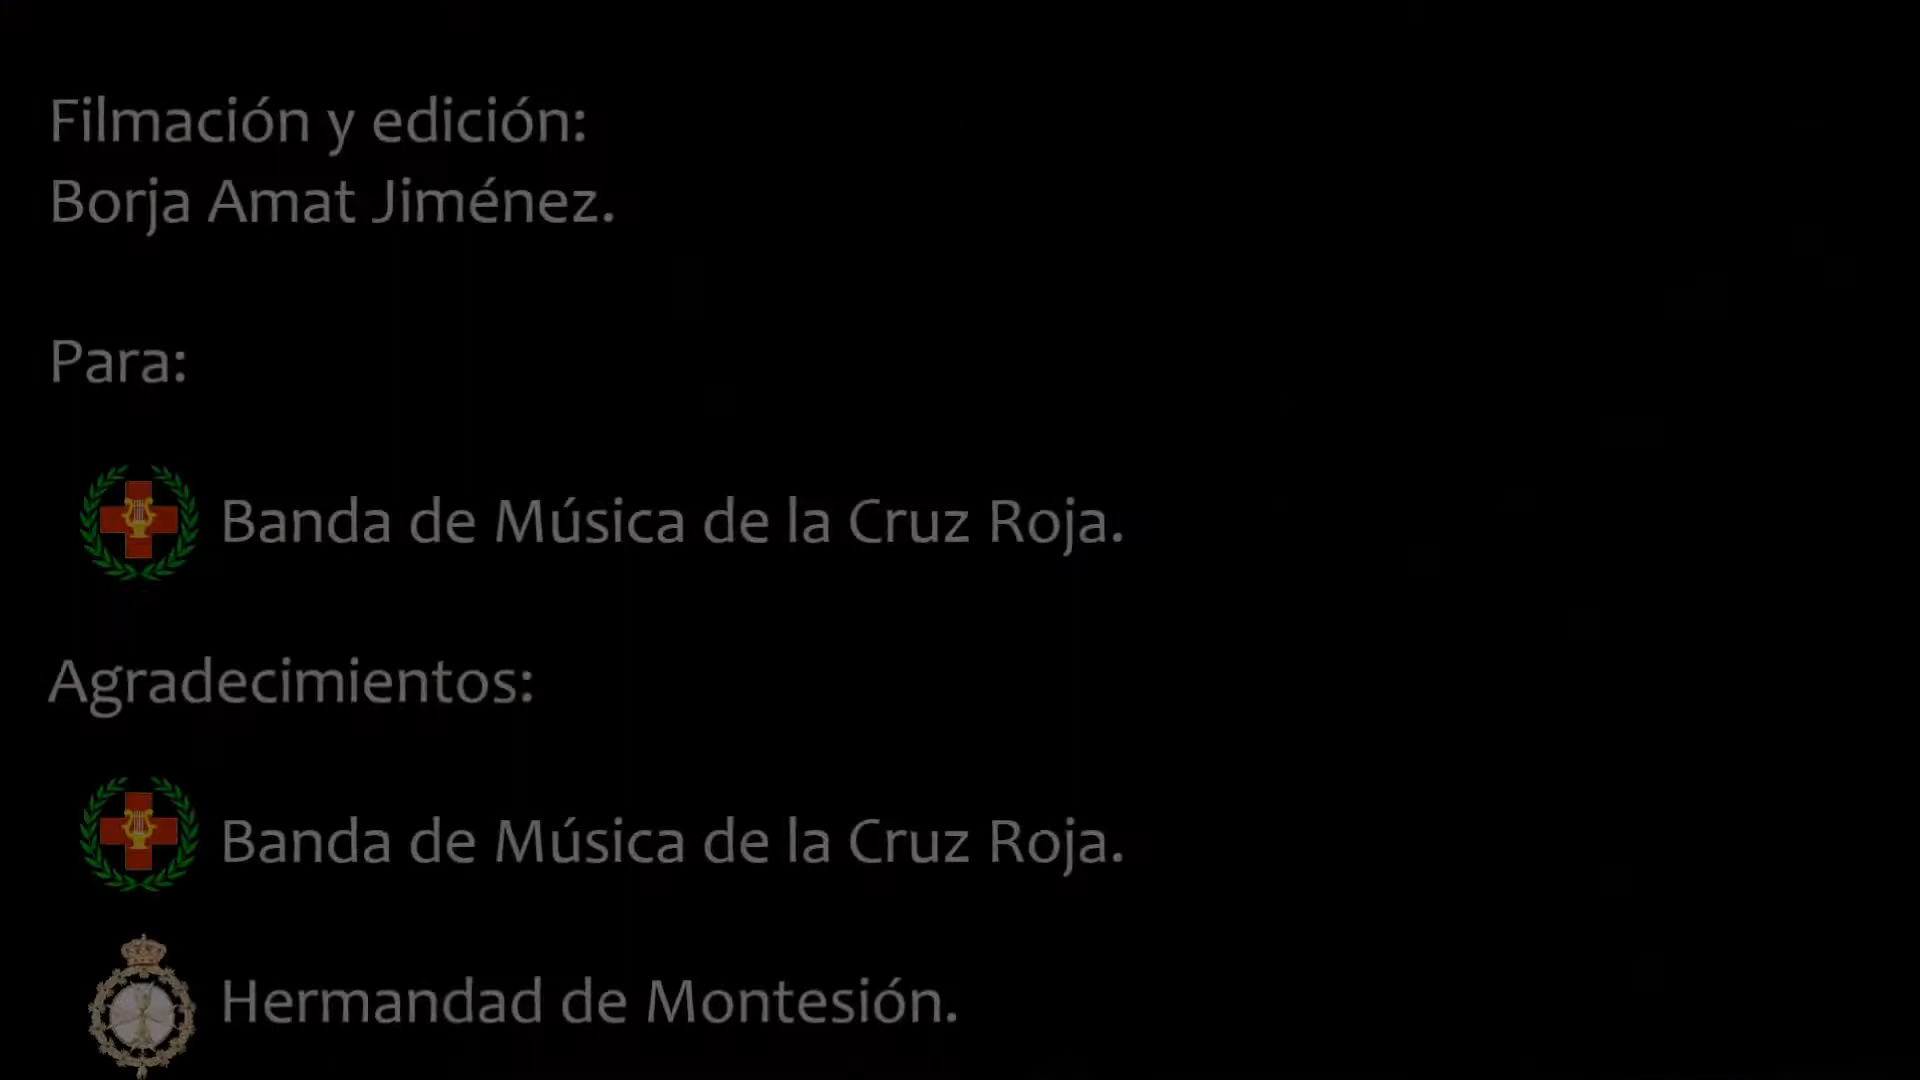 Filmación y edición:
Borja Amat Jiménez.
Para:
Banda de Música de la Cruz Roja.
Agradecimientos:
Banda de Música de la Cruz Roja.
Hermandad de Montesión.